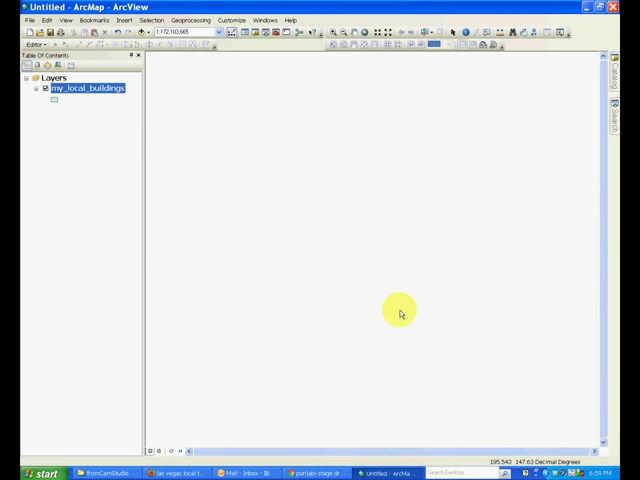 Untitled - ArcMap - ArcView
File Edit View Bookmarks Insert Selection Geoprocessing Customize Windows Help
1:172,103,665
Editor
Table Of Contents
Layers
my_local_buildings
Catalog
Search
195.543 147.63 Decimal Degrees
start
fromCamStudio
las vegas local t...
Mail - Inbox - IB...
punjabi stage dr...
Untitled - ArcMa...
Search Desktop
6:59 PM